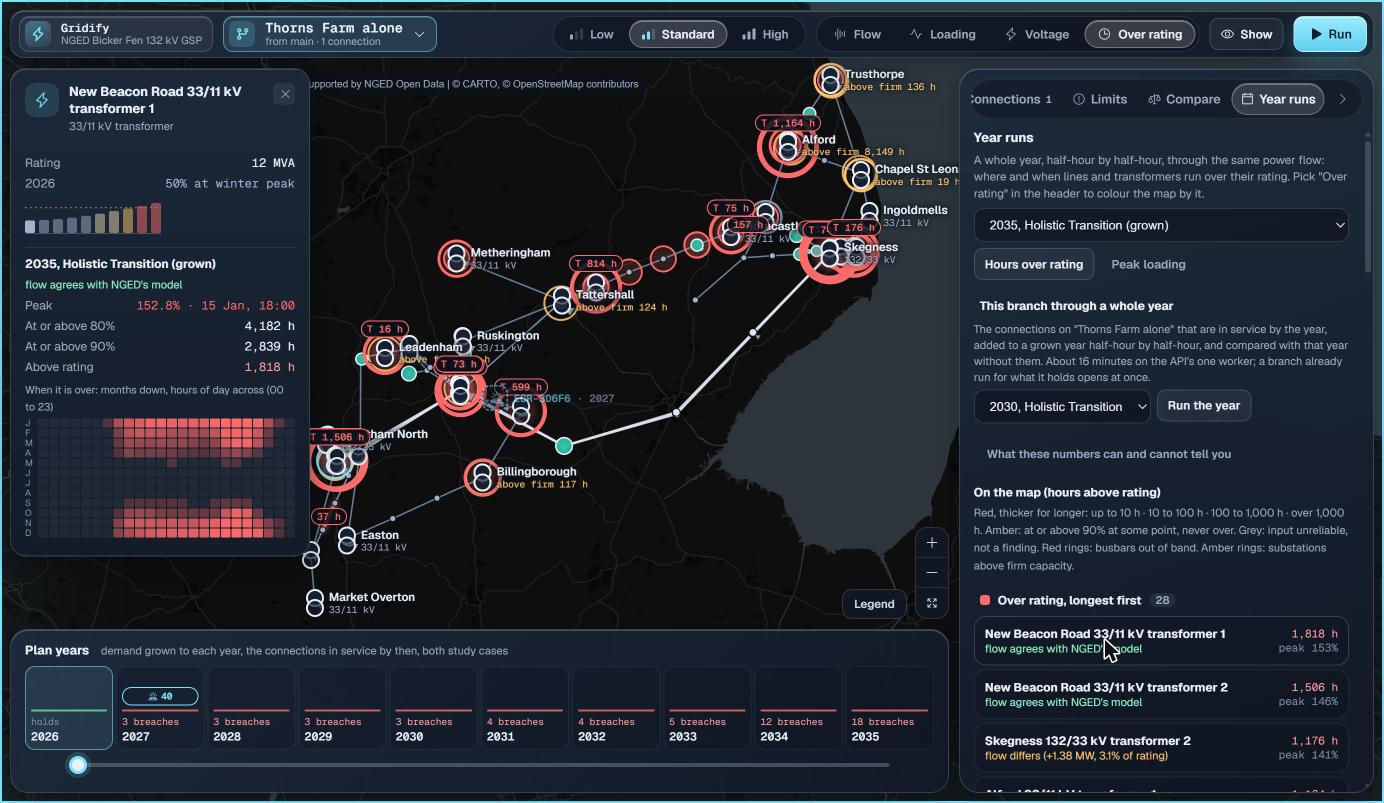 Gridify
NGED Bicker Fen 132 kV GSP
Thorns Farm alone
from main · 1 connection
Low
Standard
High
Flow
Loading
Voltage
Over rating
Show
Run
New Beacon Road 33/11 kV
transformer 1
33/11 kV transformer
Rating
12 MVA
2026
50% at winter peak
2035, Holistic Transition (grown)
flow agrees with NGED's model
Peak
152.8% · 15 Jan, 18:00
At or above 80%
4,182 h
At or above 90%
2,839 h
Above rating
1,818 h
When it is over: months down, hours of day across (00
to 23)
J
F
M
A
M
J
J
A
S
O
N
D
upported by NGED Open Data | © CARTO, © OpenStreetMap contributors
Trusthorpe
above firm 136 h
T 1,164 h
Alford
above firm 8,149 h
Chapel St Leon
above firm 19 h
Ingoldmells
33/11 kV
T 75 h
157 h
33/11 kV
T 176 h
Skegness
132/33 kV
Metheringham
33/11 kV
T 814 h
Tattershall
above firm 124 h
Ruskington
33/11 kV
T 16 h
Leadenham
T 73 h
T 599 h
· 2027
T 1,506 h
ham North
Billingborough
above firm 117 h
37 h
Easton
33/11 kV
Market Overton
33/11 kV
Legend
Connections 1
Limits
Compare
Year runs
Year runs
A whole year, half-hour by half-hour, through the same power flow:
where and when lines and transformers run over their rating. Pick "Over
rating" in the header to colour the map by it.
2035, Holistic Transition (grown)
Hours over rating
Peak loading
This branch through a whole year
The connections on "Thorns Farm alone" that are in service by the year,
added to a grown year half-hour by half-hour, and compared with that year
without them. About 16 minutes on the API's one worker; a branch already
run for what it holds opens at once.
2030, Holistic Transition
Run the year
What these numbers can and cannot tell you
On the map (hours above rating)
Red, thicker for longer: up to 10 h · 10 to 100 h · 100 to 1,000 h · over 1,000
h. Amber: at or above 90% at some point, never over. Grey: input unreliable,
not a finding. Red rings: busbars out of band. Amber rings: substations
above firm capacity.
Over rating, longest first 28
New Beacon Road 33/11 kV transformer 1
1,818 h
flow agrees with NGED's model
peak 153%
New Beacon Road 33/11 kV transformer 2
1,506 h
flow agrees with NGED's model
peak 146%
Skegness 132/33 kV transformer 2
1,176 h
flow differs (+1.38 MW, 3.1% of rating)
peak 141%
Plan years
demand grown to each year, the connections in service by then, both study cases
holds
2026
40
3 breaches
2027
3 breaches
2028
3 breaches
2029
3 breaches
2030
4 breaches
2031
4 breaches
2032
5 breaches
2033
12 breaches
2034
18 breaches
2035